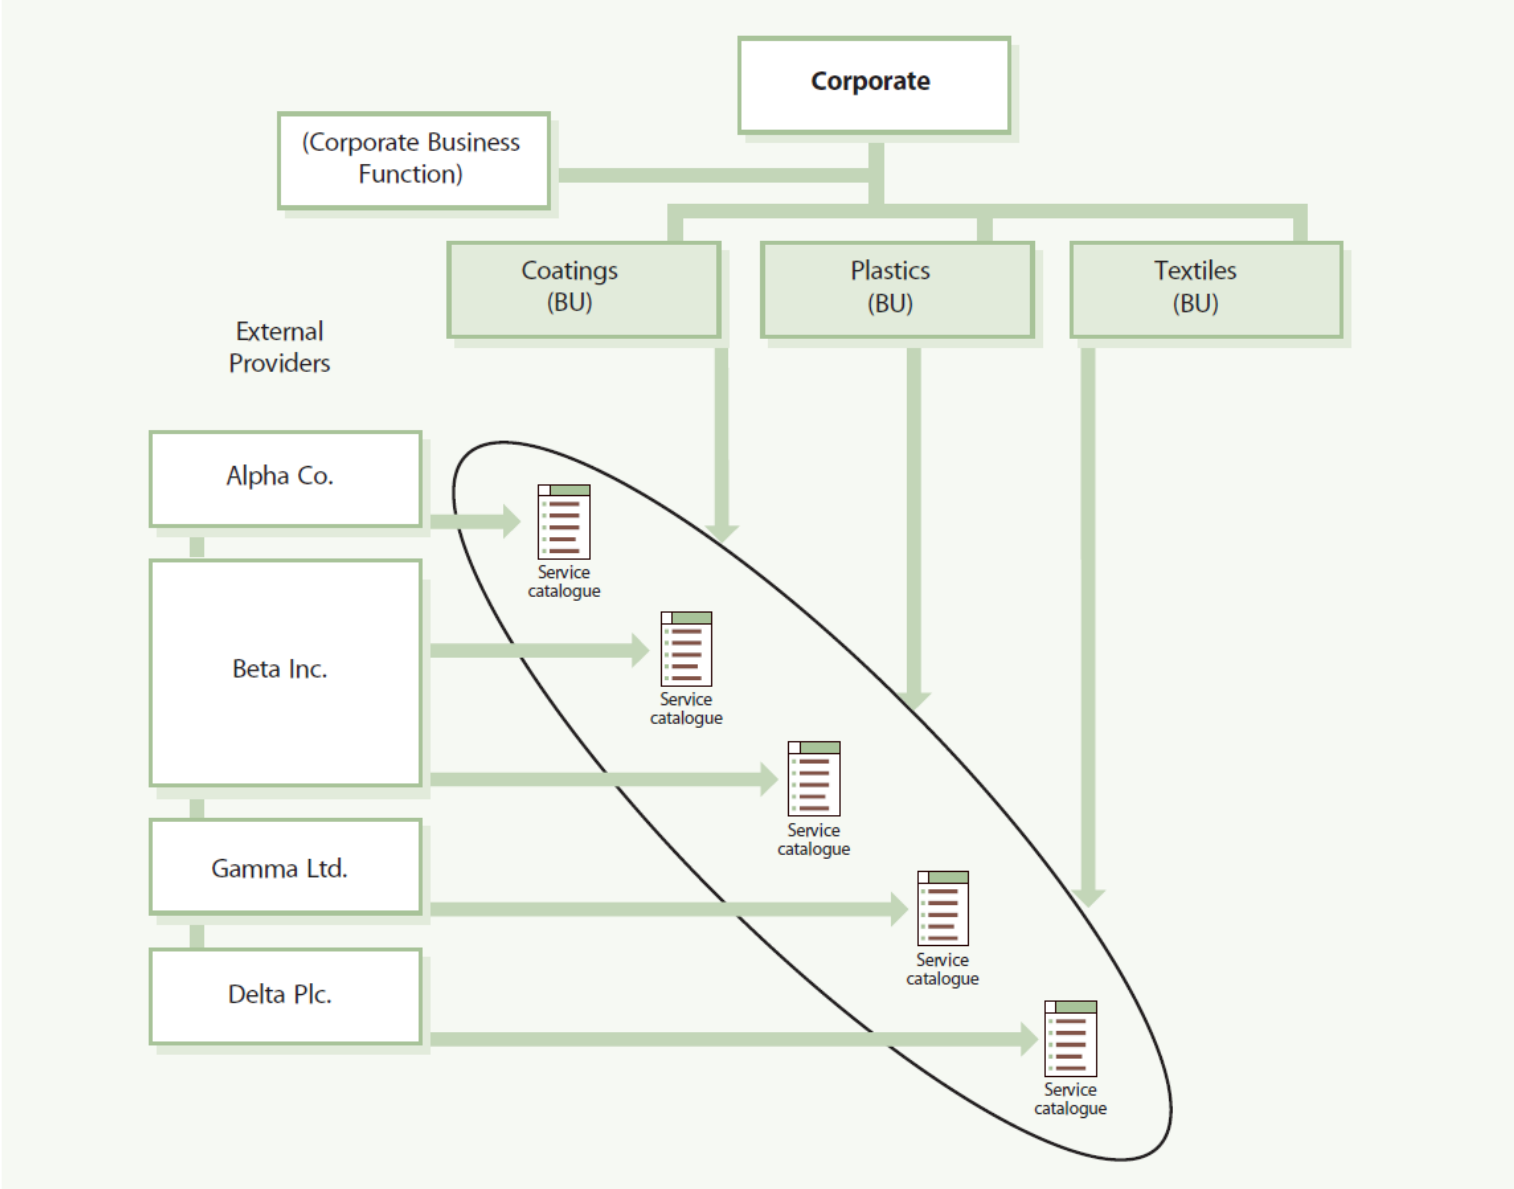 Corporate
(Corporate Business
Function)
Coatings
(BU)
Plastics
(BU)
Textiles
(BU)
External
Providers
Alpha Co.
Service
catalogue
Beta Inc.
Service
catalogue
Service
catalogue
Gamma Ltd.
Service
catalogue
Delta Plc.
Service
catalogue